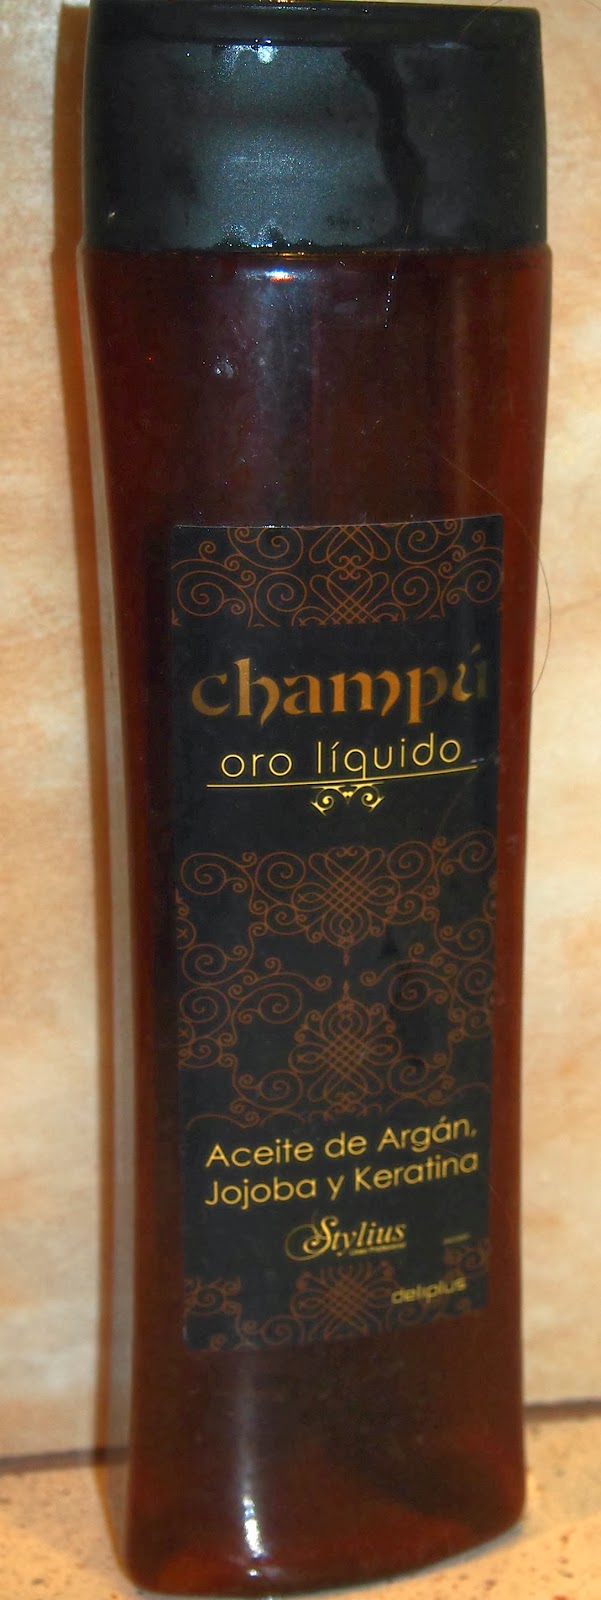 champú
oro líquido
Aceite de Argán,
Jojoba y Keratina
Stylius
deliplus